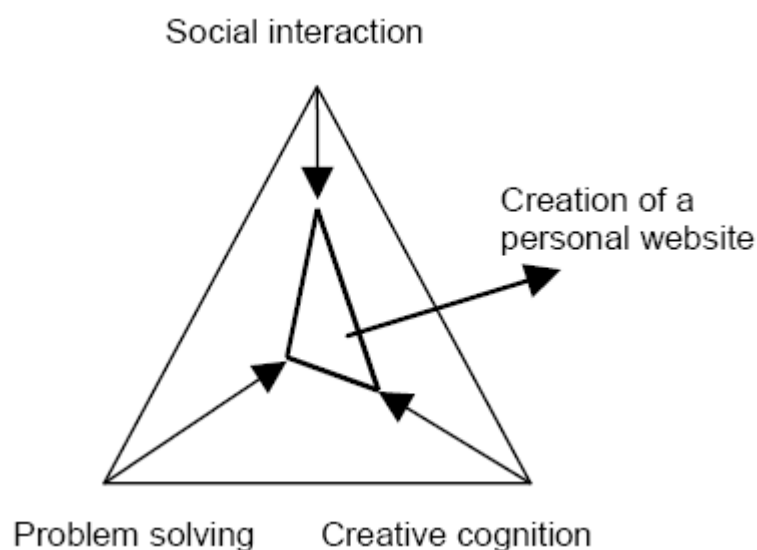 Social interaction
Creation of a
personal website
Problem solving
Creative cognition